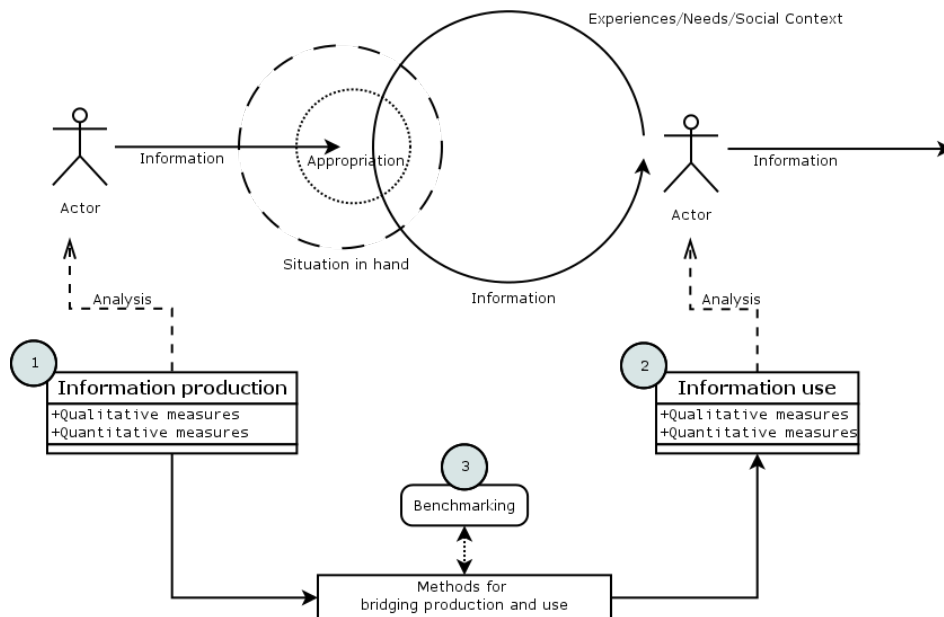 Experiences/Needs/Social Context
Information
Appropriation
Information
Actor
Actor
Situation in hand
Information
Analysis
Analysis
1
2
Information production
+Qualitative measures
+Quantitative measures
Information use
+Qualitative measures
+Quantitative measures
3
Benchmarking
Methods for
bridging production and use